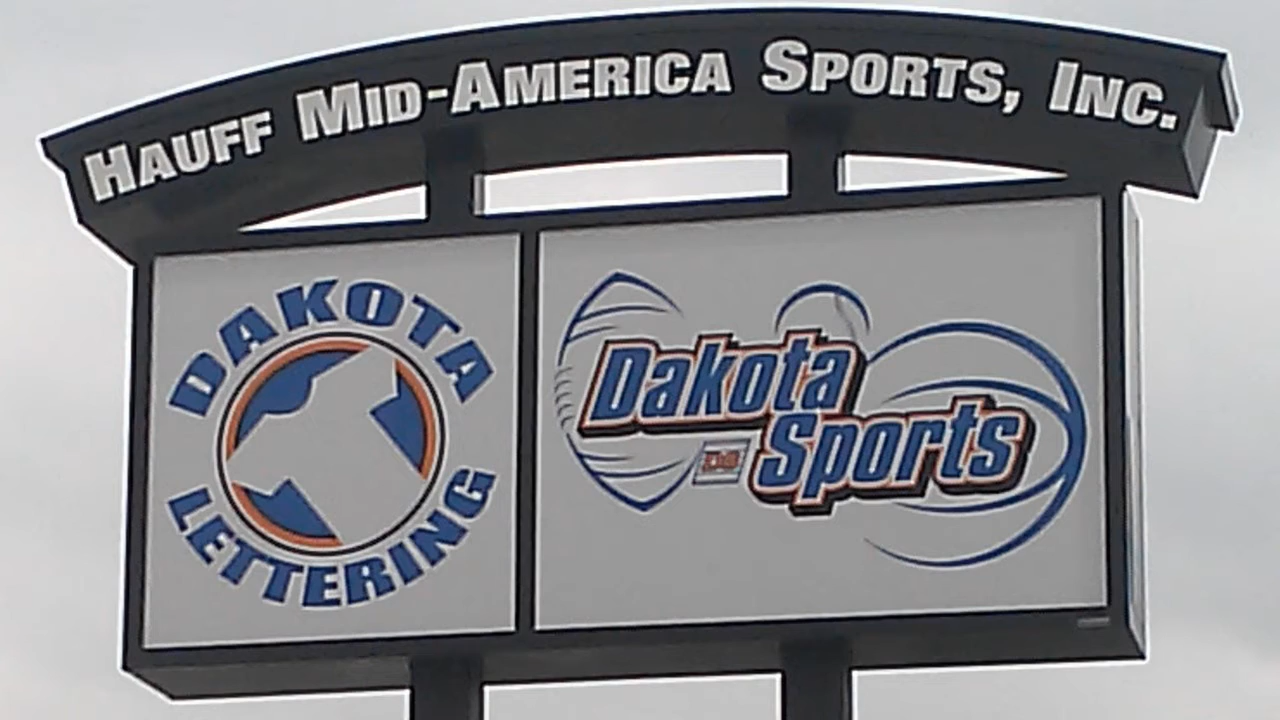 HAUFF MID-AMERICA SPORTS, INC.
DAKOTA
LETTERING
Dakota
Sports